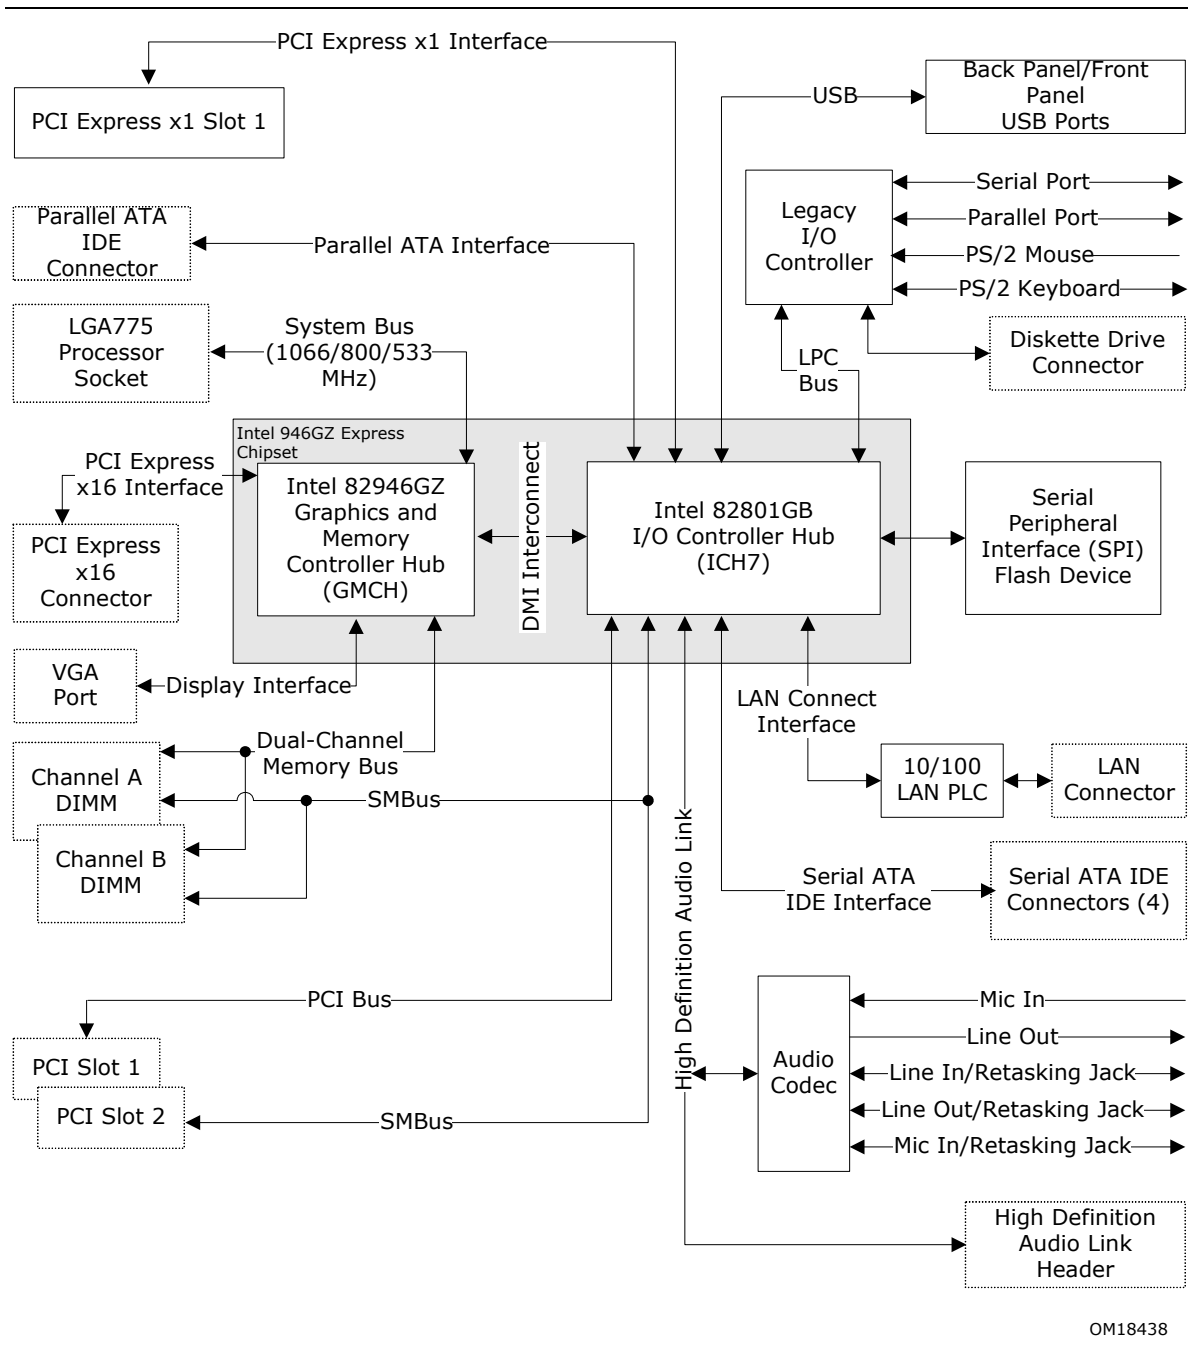 PCI Express x1 Interface
PCI Express x1 Slot 1
USB
Back Panel/Front
Panel
USB Ports
Legacy
I/O
Controller
Serial Port
Parallel Port
PS/2 Mouse
PS/2 Keyboard
Parallel ATA
IDE
Connector
Parallel ATA Interface
LGA775
Processor
Socket
System Bus
(1066/800/533
MHz)
LPC
Bus
Diskette Drive
Connector
Intel 946GZ Express
Chipset
PCI Express
x16 Interface
PCI Express
x16
Connector
Intel 82946GZ
Graphics and
Memory
Controller Hub
(GMCH)
DMI Interconnect
Intel 82801GB
I/O Controller Hub
(ICH7)
Serial
Peripheral
Interface (SPI)
Flash Device
VGA
Port
Display Interface
LAN Connect
Interface
Dual-Channel
Memory Bus
Channel A
DIMM
SMBus
Channel B
DIMM
10/100
LAN PLC
LAN
Connector
High Definition Audio Link
Serial ATA
IDE Interface
Serial ATA IDE
Connectors (4)
PCI Bus
PCI Slot 1
PCI Slot 2
SMBus
Audio
Codec
Mic In
Line Out
Line In/Retasking Jack
Line Out/Retasking Jack
Mic In/Retasking Jack
High Definition
Audio Link
Header
OM18438